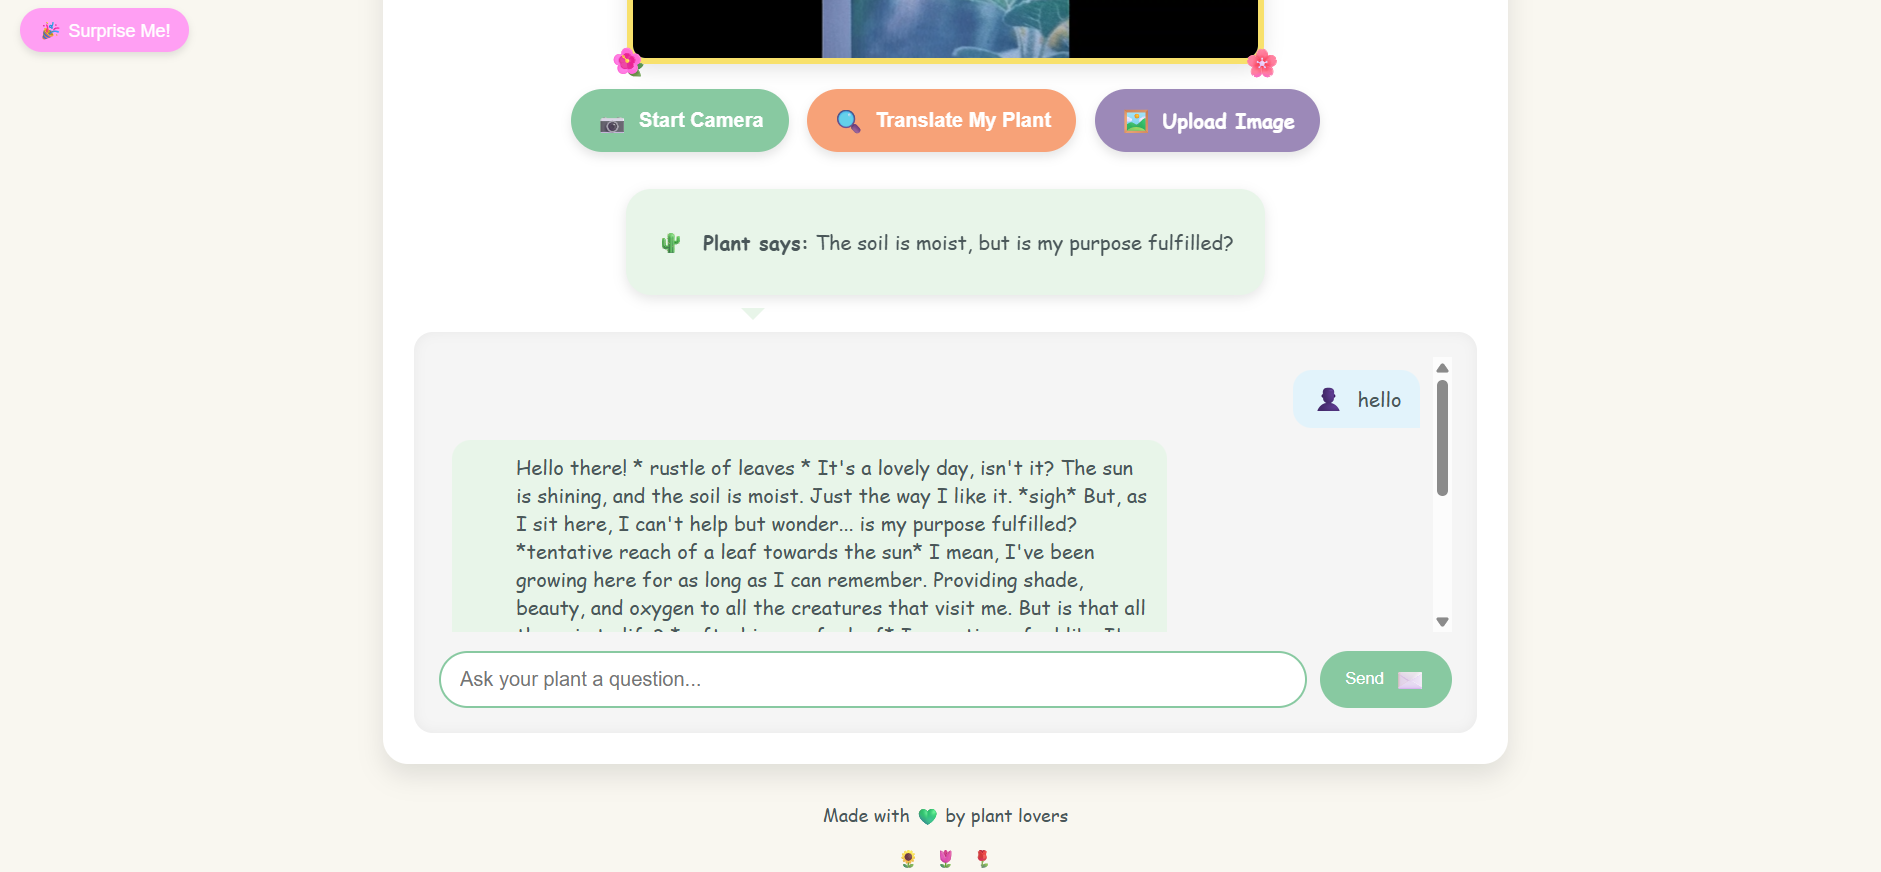 Surprise Me!
Start Camera
Translate My Plant
Upload Image
Plant says: The soil is moist, but is my purpose fulfilled?
hello
Hello there! * rustle of leaves * It's a lovely day, isn't it? The sun
is shining, and the soil is moist. Just the way I like it. *sigh* But, as
I sit here, I can't help but wonder... is my purpose fulfilled?
*tentative reach of a leaf towards the sun* I mean, I've been
growing here for as long as I can remember. Providing shade,
beauty, and oxygen to all the creatures that visit me. But is that all
Ask your plant a question...
Send
Made with 💚 by plant lovers